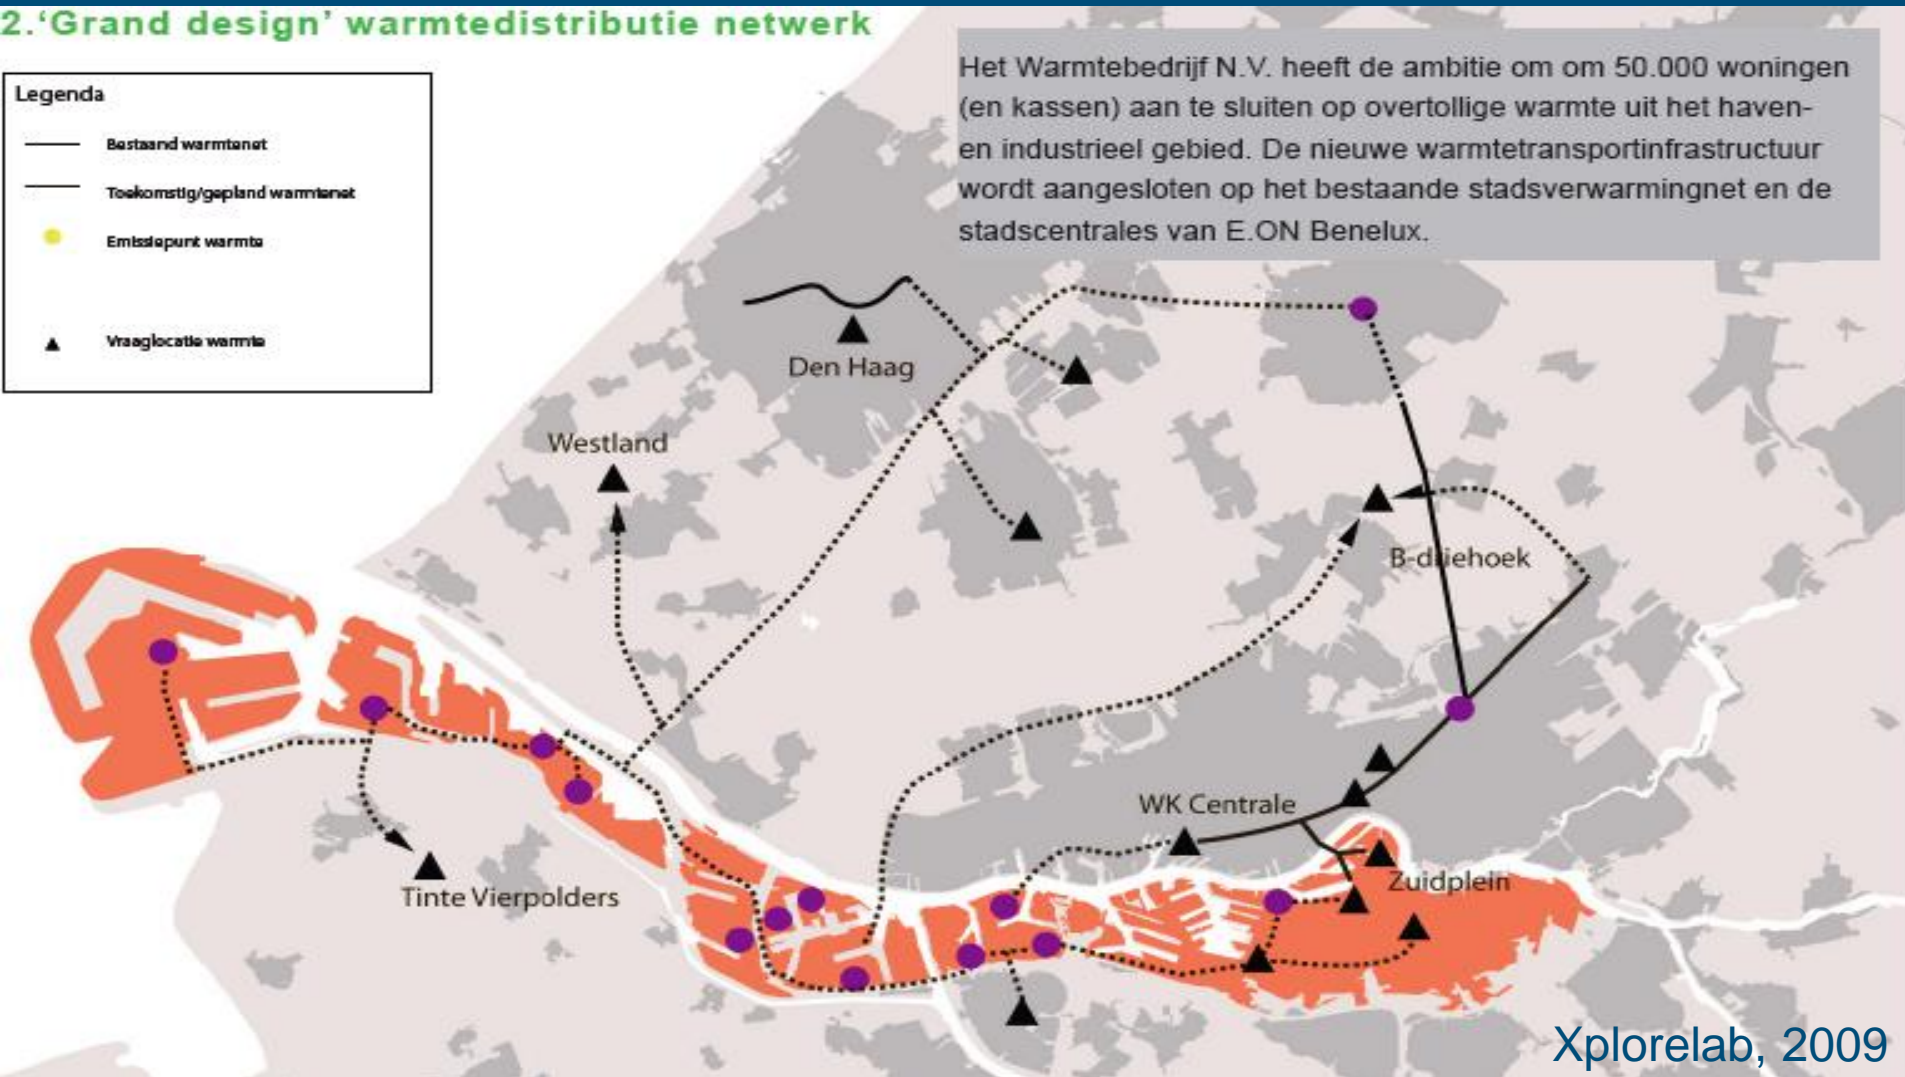 2.‘Grand design’ warmtedistributie netwerk
Het Warmtebedrijf N.V. heeft de ambitie om om 50.000 woningen
(en kassen) aan te sluiten op overtollige warmte uit het haven-
en industrieel gebied. De nieuwe warmtetransportinfrastructuur
wordt aangesloten op het bestaande stadsverwarmingnet en de
stadscentrales van E.ON Benelux.
Legenda
Bestaand warmtenet
Toekomstig/gepland warmtenet
Emissiepunt warmte
Vraaglocatie warmte
Den Haag
Westland
B-driehoek
WK Centrale
Zuidplein
Tinte Vierpolders
Xplorelab, 2009